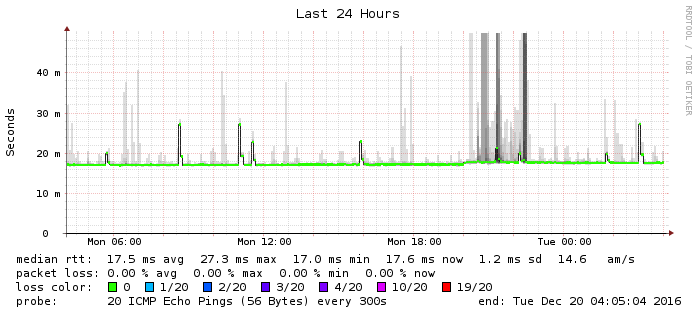 Last 24 Hours
RRDTOOL / TOBI OETIKER
Seconds
40 m
30 m
20 m
10 m
0
Mon 06:00 Mon 12:00 Mon 18:00 Tue 00:00
median rtt: 17.5 ms avg 27.3 ms max 17.0 ms min 17.6 ms now 1.2 ms sd 14.6 am/s
packet loss: 0.00 % avg 0.00 % max 0.00 % min 0.00 % now
loss color: 0 1/20 2/20 3/20 4/20 10/20 19/20
probe: 20 ICMP Echo Pings (56 Bytes) every 300s end: Tue Dec 20 04:05:04 2016